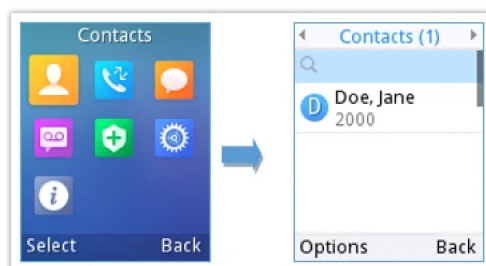 Contacts
Select Back
Contacts (1)
D Doe, Jane
2000
Options Back